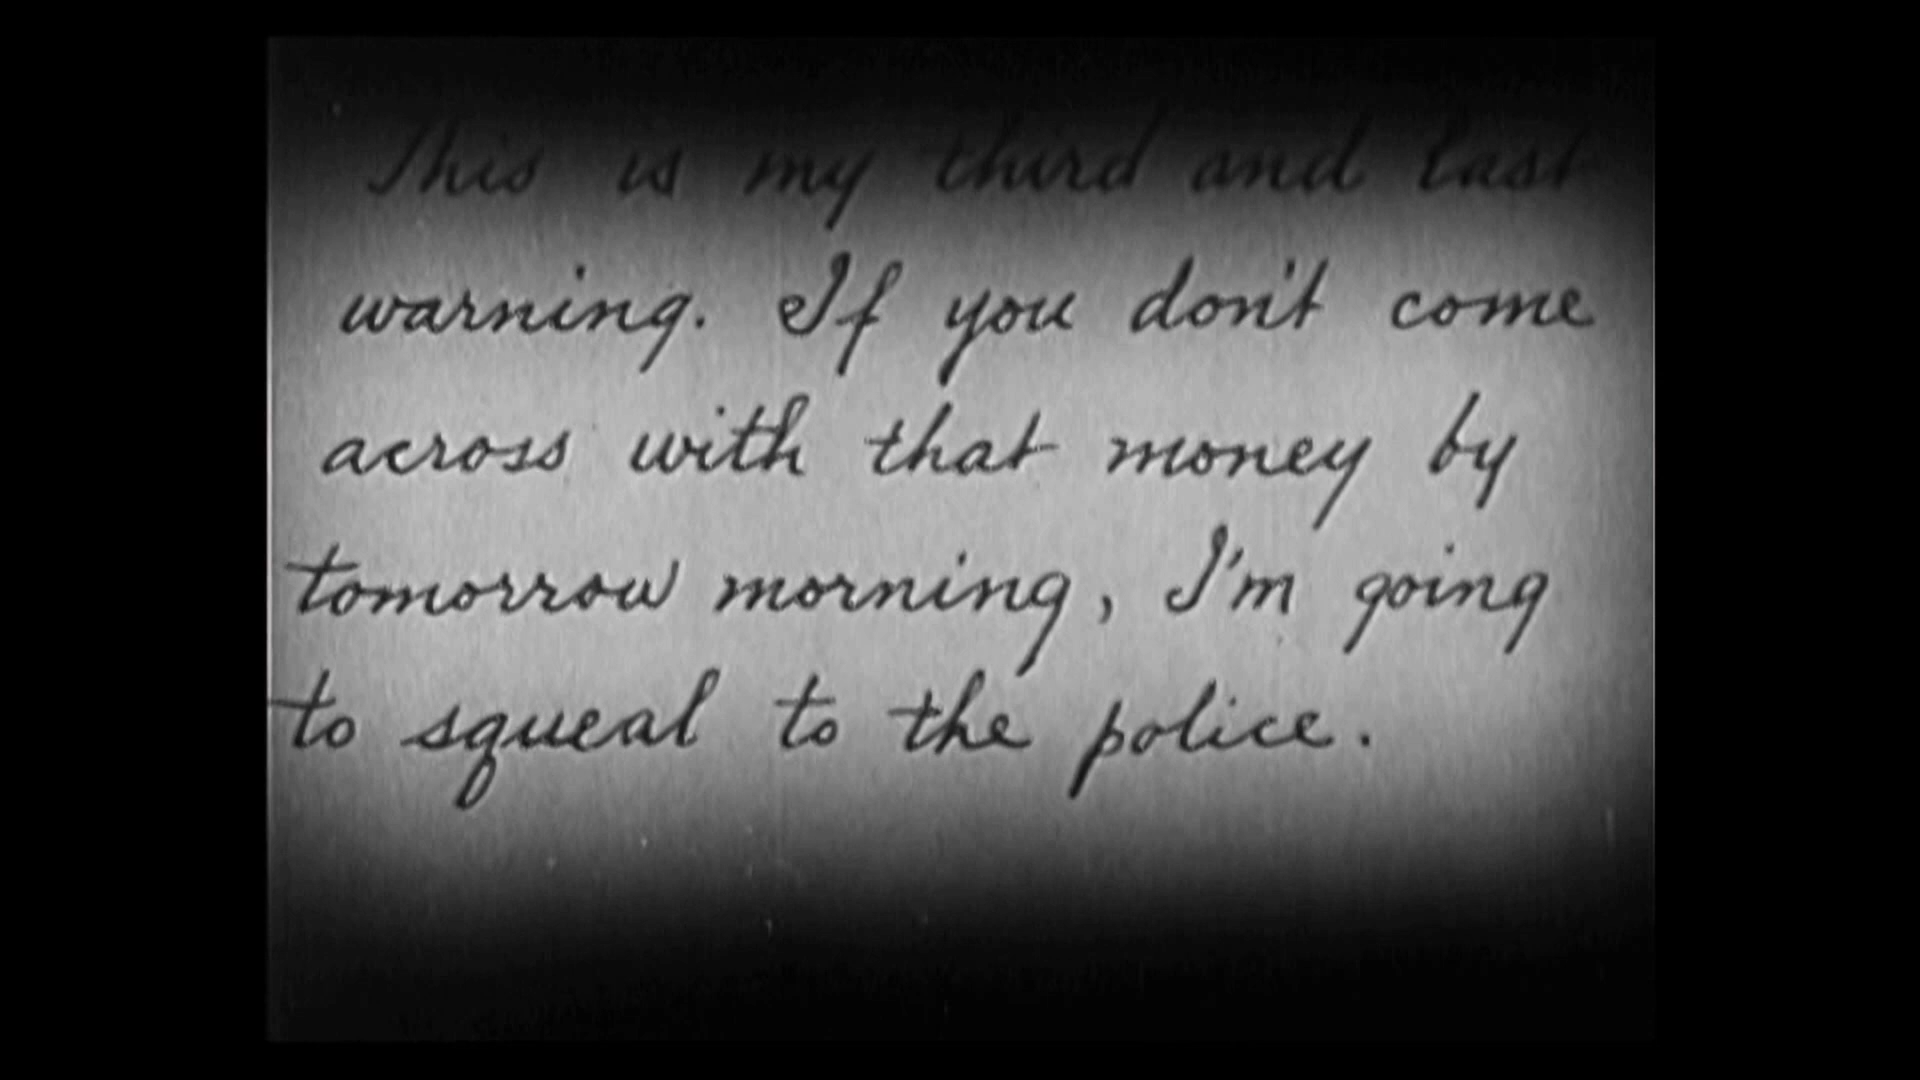 This is my third and last
warning. If you don't come
across with that money by
tomorrow morning, I'm going
to squeal to the police.